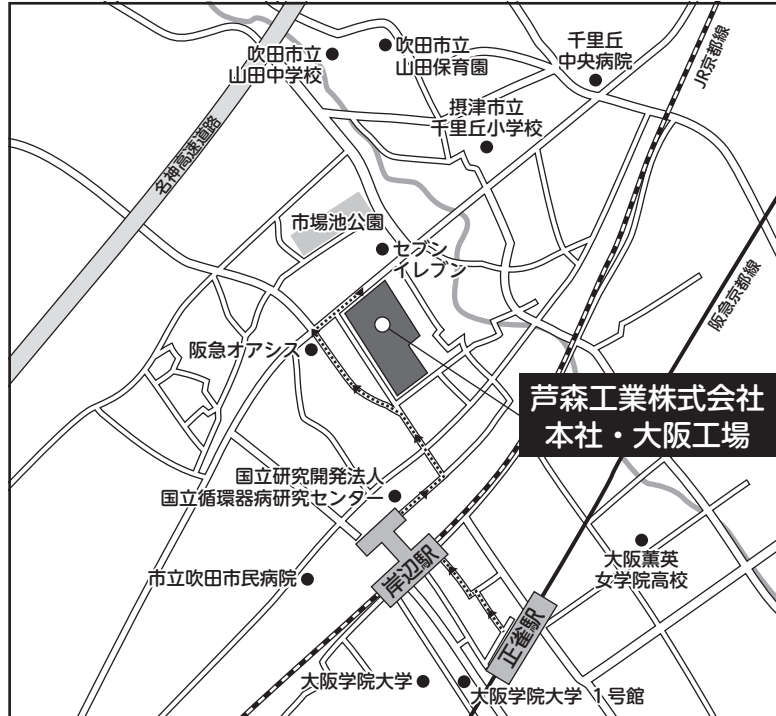 吹田市立
山田中学校
吹田市立
山田保育園
千里丘
中央病院
JR京都線
摂津市立
千里丘小学校
名神高速道路
市場池公園
セブン
イレブン
阪急京都線
阪急オアシス
芦森工業株式会社
本社・大阪工場
国立研究開発法人
国立循環器病研究センター
大阪薫英
女学院高校
市立吹田市民病院
岸辺駅
正雀駅
大阪学院大学
大阪学院大学 1号館